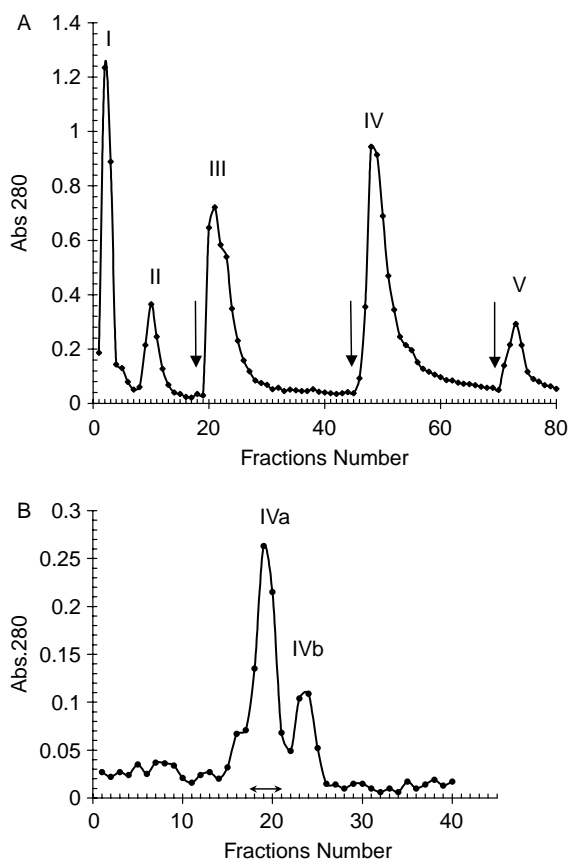 A
I
1.4
1.2
IV
1
III
0.8
Abs 280
0.6
II
V
0.4
0.2
0
0 20 40 60 80
Fractions Number
B
0.3
IVa
0.25
0.2
IVb
0.15
Abs.280
0.1
0.05
0
0 10 20 30 40
Fractions Number